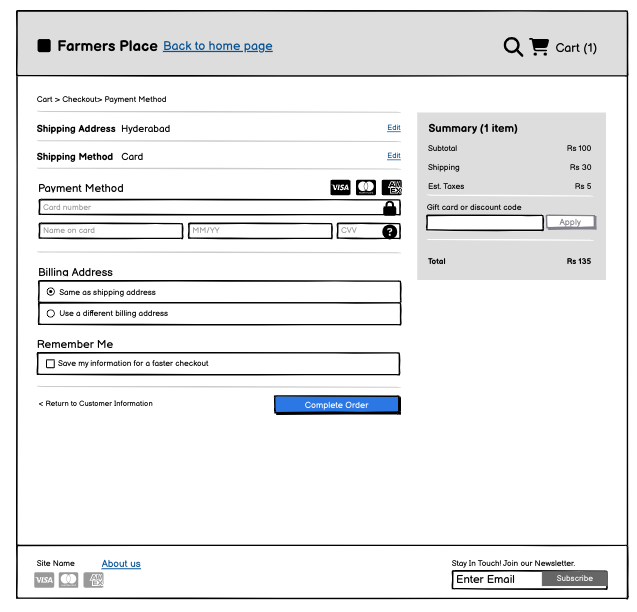 Farmers Place Back to home page Cart (1)
Cart > Checkout> Payment Method
Shipping Address Hyderabad Edit
Shipping Method Card Edit
Payment Method VISA AM EX
Card number
Name on card MM/YY CVV ?
Billing Address
Same as shipping address
Use a different billing address
Remember Me
Save my information for a faster checkout
< Return to Customer Information Complete Order
Summary (1 item)
Subtotal Rs 100
Shipping Rs 30
Est. Taxes Rs 5
Gift card or discount code
Apply
Total Rs 135
Site Name About us
VISA AM EX
Stay In Touch! Join our Newsletter.
Enter Email Subscribe